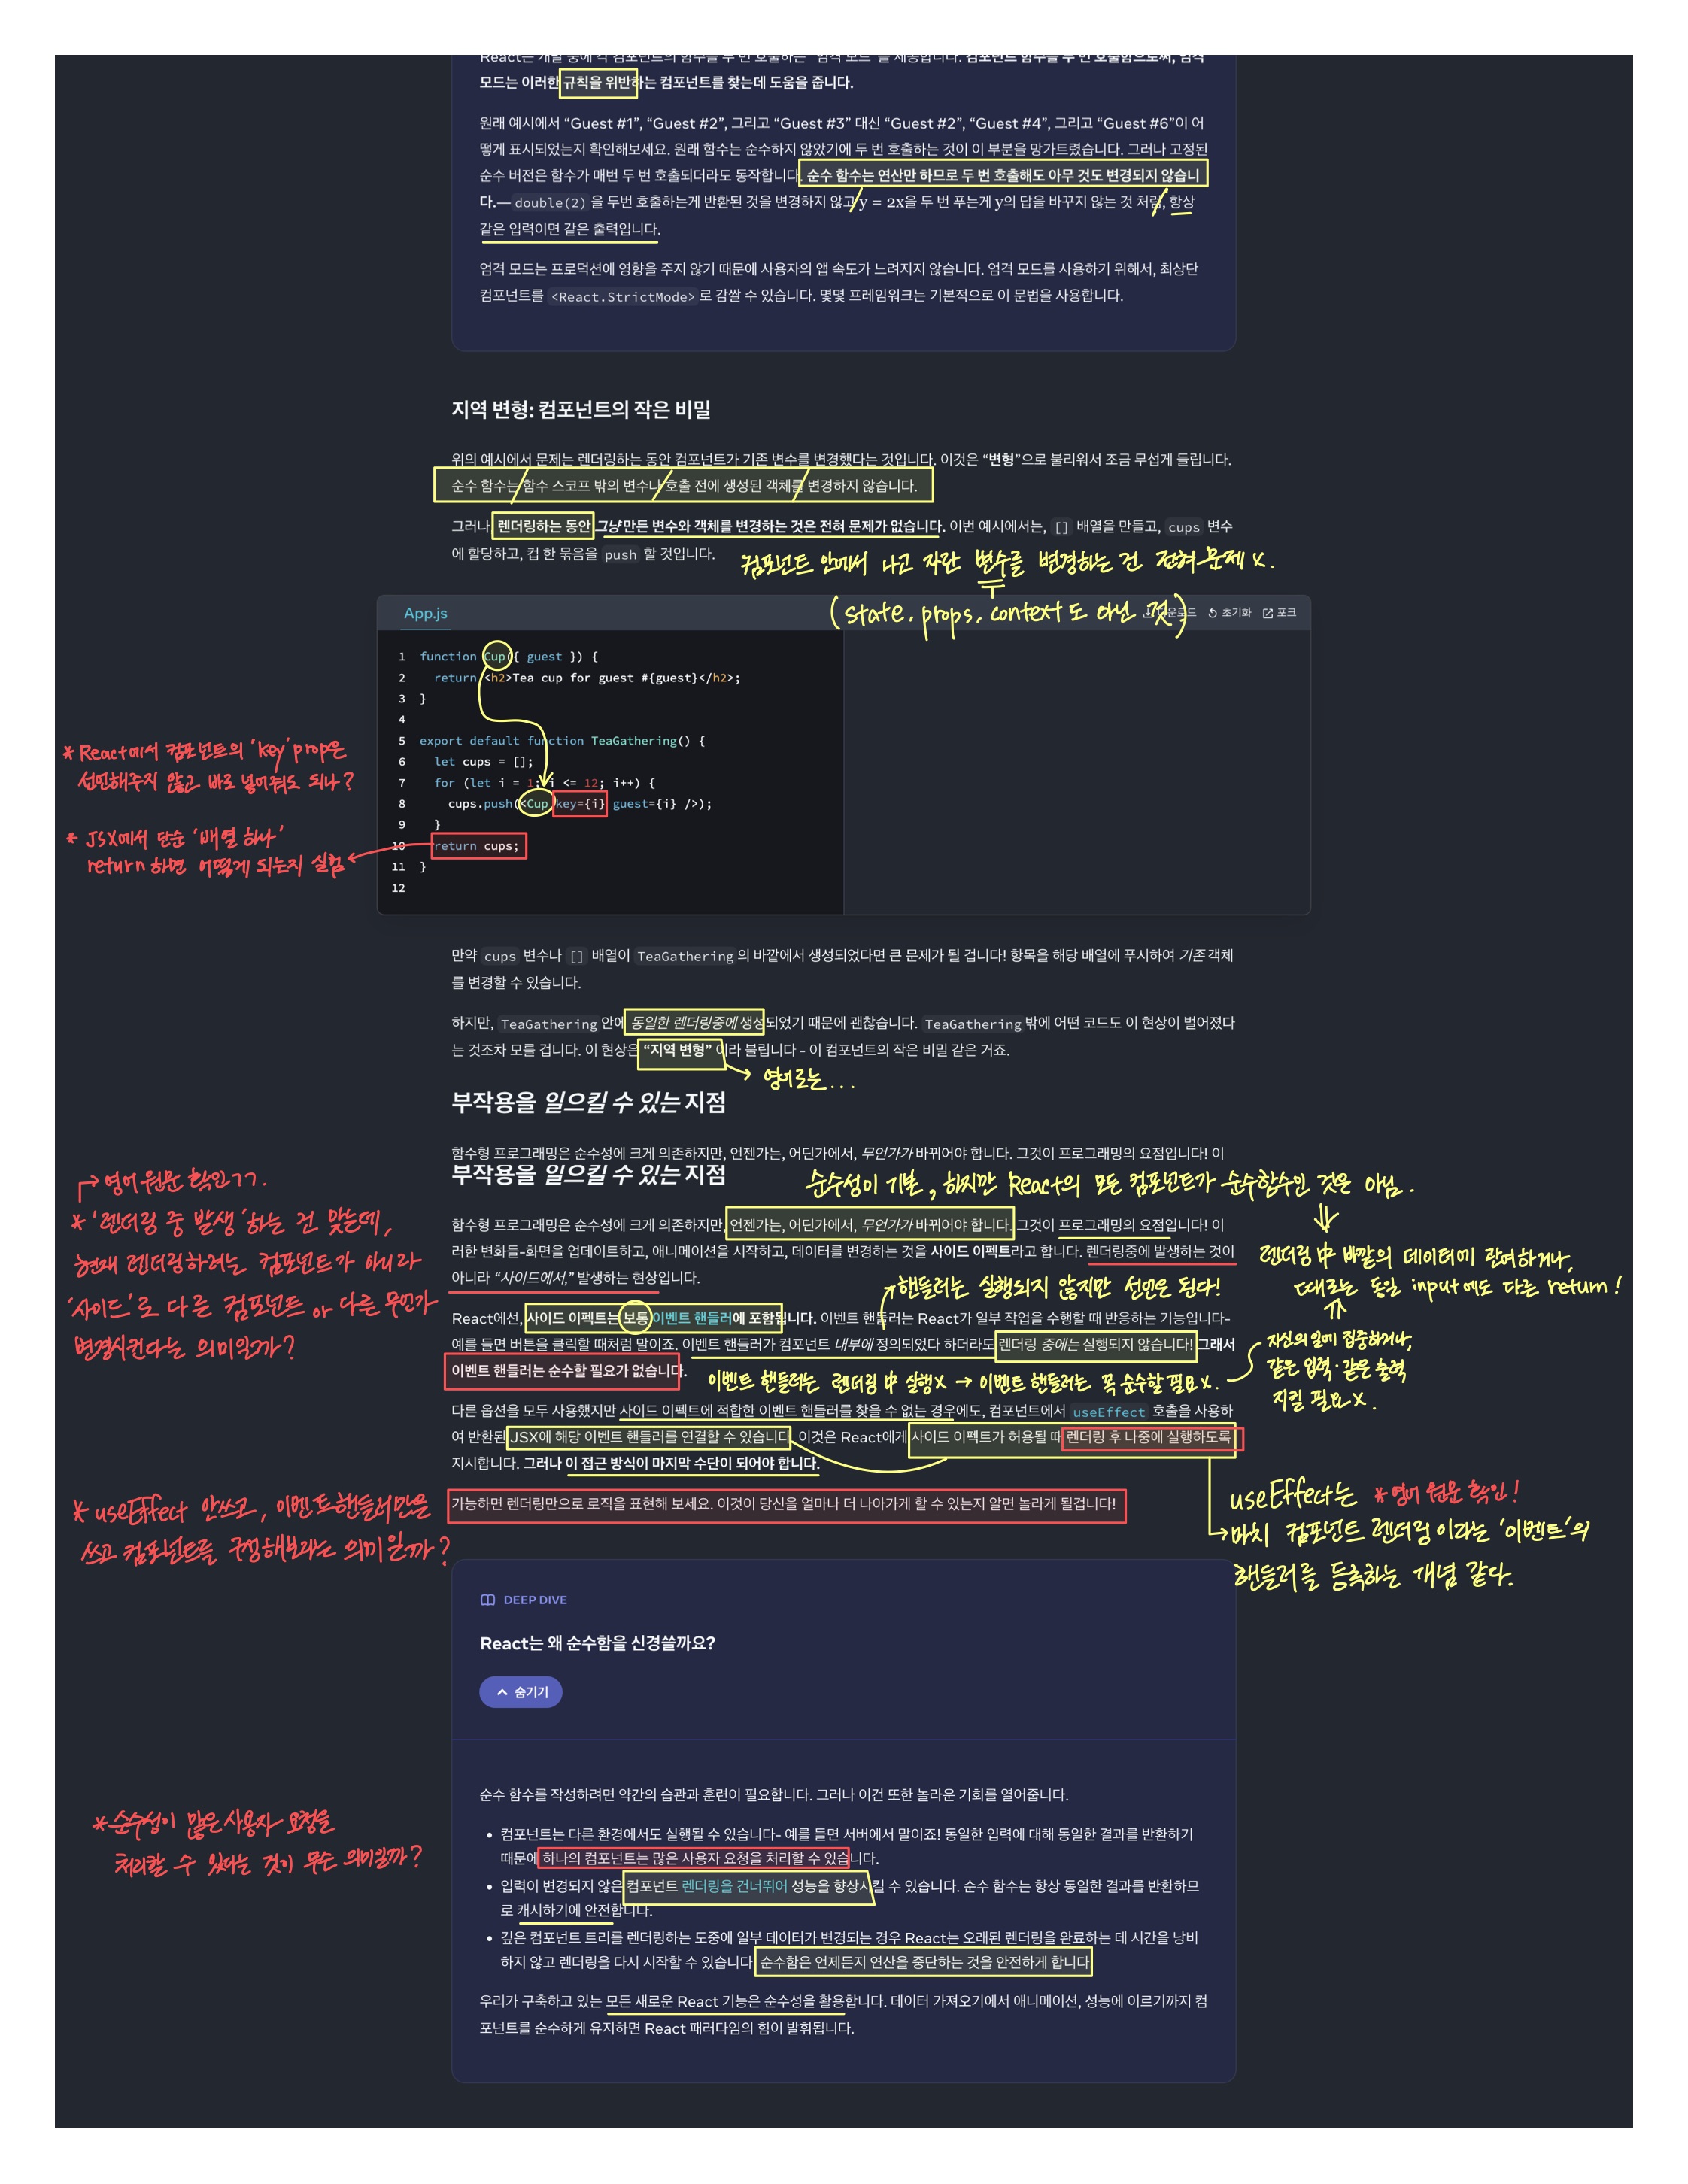 React는 개발 중에 각 컴포넌트의 함수를 두 번 호출하는 “엄격 모드”를 제공합니다. 컴포넌트 함수를 두 번 호출함으로써, 엄격
모드는 이러한 규칙을 위반하는 컴포넌트를 찾는데 도움을 줍니다.
원래 예시에서 “Guest #1”, “Guest #2”, 그리고 “Guest #3” 대신 “Guest #2”, “Guest #4”, 그리고 “Guest #6”이 어
떻게 표시되었는지 확인해보세요. 원래 함수는 순수하지 않았기에 두 번 호출하는 것이 이 부분을 망가트렸습니다. 그러나 고정된
순수 버전은 함수가 매번 두 번 호출되더라도 동작합니다. 순수 함수는 연산만 하므로 두 번 호출해도 아무 것도 변경되지 않습니
다.—double(2) 을 두번 호출하는게 반환된 것을 변경하지 않고 y = 2x을 두 번 푸는게 y의 답을 바꾸지 않는 것 처럼, 항상
같은 입력이면 같은 출력입니다.
엄격 모드는 프로덕션에 영향을 주지 않기 때문에 사용자의 앱 속도가 느려지지 않습니다. 엄격 모드를 사용하기 위해서, 최상단
컴포넌트를 <React.StrictMode> 로 감쌀 수 있습니다. 몇몇 프레임워크는 기본적으로 이 문법을 사용합니다.
지역 변형: 컴포넌트의 작은 비밀
위의 예시에서 문제는 렌더링하는 동안 컴포넌트가 기존 변수를 변경했다는 것입니다. 이것은 “변형”으로 불리워서 조금 무섭게 들립니다.
순수 함수는 함수 스코프 밖의 변수나 호출 전에 생성된 객체를 변경하지 않습니다.
그러나 렌더링하는 동안 그냥 만든 변수와 객체를 변경하는 것은 전혀 문제가 없습니다. 이번 예시에서는, [] 배열을 만들고, cups 변수
에 할당하고, 컵 한 묶음을 push 할 것입니다.
컴포넌트 안에서 나고 자란 변수를 변경하는 건 전혀 문제 X.
(state, props, context도 아닌 것)
App.js
다운로드 초기화 포크
1 function Cup({ guest }) {
2 return <h2>Tea cup for guest #{guest}</h2>;
3 }
4
5 export default function TeaGathering() {
6 let cups = [];
7 for (let i = 1; i <= 12; i++) {
8 cups.push(<Cup key={i} guest={i} />);
9 }
10 return cups;
11 }
12
* React에서 컴포넌트의 'key' prop은
선언해주지 않고 바로 넣어줘도 되나?
* JSX에서 단순 '배열 하나'
return 하면 어떻게 되는지 실험
만약 cups 변수나 [] 배열이 TeaGathering 의 바깥에서 생성되었다면 큰 문제가 될 겁니다! 항목을 해당 배열에 푸시하여 기존 객체
를 변경할 수 있습니다.
하지만, TeaGathering 안에 동일한 렌더링중에 생성되었기 때문에 괜찮습니다. TeaGathering 밖에 어떤 코드도 이 현상이 벌어졌다
는 것조차 모를 겁니다. 이 현상은 “지역 변형” 이라 불립니다 - 이 컴포넌트의 작은 비밀 같은 거죠.
영어로는...
부작용을 일으킬 수 있는 지점
함수형 프로그래밍은 순수성에 크게 의존하지만, 언젠가는, 어딘가에서, 무언가가 바뀌어야 합니다. 그것이 프로그래밍의 요점입니다! 이
부작용을 일으킬 수 있는 지점
순수성이 기본, 하지만 React의 모든 컴포넌트가 순수함수인 것은 아님.
함수형 프로그래밍은 순수성에 크게 의존하지만, 언젠가는, 어딘가에서, 무언가가 바뀌어야 합니다. 그것이 프로그래밍의 요점입니다! 이
러한 변화들-화면을 업데이트하고, 애니메이션을 시작하고, 데이터를 변경하는 것을 사이드 이펙트라고 합니다. 렌더링중에 발생하는 것이
아니라 “사이드에서,” 발생하는 현상입니다.
영어 원문 확인ㄱㄱ.
* '렌더링 중 발생'하는 건 맞는데,
현재 렌더링하려는 컴포넌트가 아니라
'사이드'로 다른 컴포넌트 or 다른 무언가
변경시킨다는 의미일까?
렌더링 中 바깥의 데이터에 관여하거나,
때로는 동일 input에도 다른 return!
핸들러는 실행되지 않지만 선언은 된다!
React에선, 사이드 이펙트는 보통 이벤트 핸들러에 포함됩니다. 이벤트 핸들러는 React가 일부 작업을 수행할 때 반응하는 기능입니다-
예를 들면 버튼을 클릭할 때처럼 말이죠. 이벤트 핸들러가 컴포넌트 내부에 정의되었다 하더라도 렌더링 중에는 실행되지 않습니다! 그래서
이벤트 핸들러는 순수할 필요가 없습니다.
이벤트 핸들러는 렌더링 中 실행X → 이벤트 핸들러는 꼭 순수할 필요X.
자신의 일에 집중하거나,
같은 입력·같은 출력
지킬 필요X.
다른 옵션을 모두 사용했지만 사이드 이펙트에 적합한 이벤트 핸들러를 찾을 수 없는 경우에도, 컴포넌트에서 useEffect 호출을 사용하
여 반환된 JSX에 해당 이벤트 핸들러를 연결할 수 있습니다. 이것은 React에게 사이드 이펙트가 허용될 때 렌더링 후 나중에 실행하도록
지시합니다. 그러나 이 접근 방식이 마지막 수단이 되어야 합니다.
가능하면 렌더링만으로 로직을 표현해 보세요. 이것이 당신을 얼마나 더 나아가게 할 수 있는지 알면 놀라게 될겁니다!
* useEffect 안쓰고, 이벤트핸들러만을
쓰고 컴포넌트를 구성해보라는 의미일까?
useEffect는 * 영어 원문 확인!
마치 컴포넌트 렌더링이라는 '이벤트'의
핸들러를 등록하는 개념 같다.
DEEP DIVE
React는 왜 순수함을 신경쓸까요?
숨기기
순수 함수를 작성하려면 약간의 습관과 훈련이 필요합니다. 그러나 이건 또한 놀라운 기회를 열어줍니다.
• 컴포넌트는 다른 환경에서도 실행될 수 있습니다- 예를 들면 서버에서 말이죠! 동일한 입력에 대해 동일한 결과를 반환하기
때문에 하나의 컴포넌트는 많은 사용자 요청을 처리할 수 있습니다.
* 순수성이 많은 사용자 요청을
처리할 수 있다는 것이 무슨 의미일까?
• 입력이 변경되지 않은 컴포넌트 렌더링을 건너뛰어 성능을 향상시킬 수 있습니다. 순수 함수는 항상 동일한 결과를 반환하므
로 캐시하기에 안전합니다.
• 깊은 컴포넌트 트리를 렌더링하는 도중에 일부 데이터가 변경되는 경우 React는 오래된 렌더링을 완료하는 데 시간을 낭비
하지 않고 렌더링을 다시 시작할 수 있습니다. 순수함은 언제든지 연산을 중단하는 것을 안전하게 합니다.
우리가 구축하고 있는 모든 새로운 React 기능은 순수성을 활용합니다. 데이터 가져오기에서 애니메이션, 성능에 이르기까지 컴
포넌트를 순수하게 유지하면 React 패러다임의 힘이 발휘됩니다.